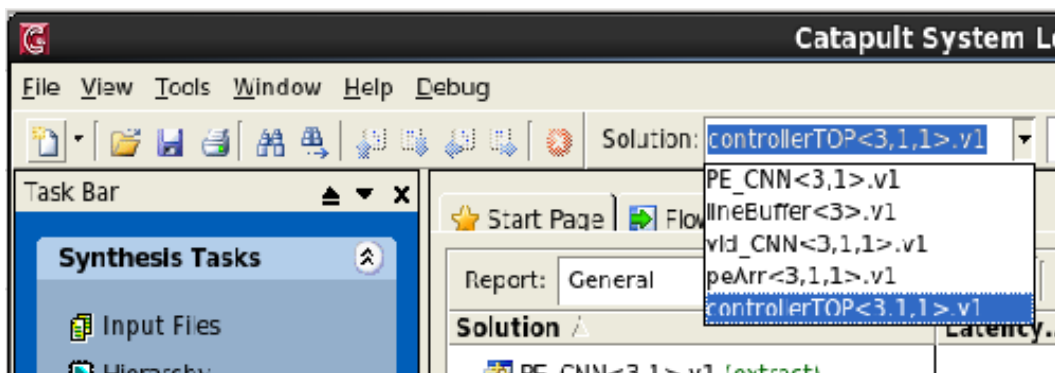 Catapult System L
File View Tools Window Help Debug
Solution: controllerTOP<3,1,1>.v1
PE_CNN<3,1>.v1
lineBuffer<3>.v1
vld_CNN<3,1,1>.v1
peArr<3,1,1>.v1
controllerTOP<3,1,1>.v1
Task Bar
Start Page Flow
Synthesis Tasks
Report: General
Input Files
Solution Latency..
Hierarchy
PE_CNN<3,1>.v1 (extract)